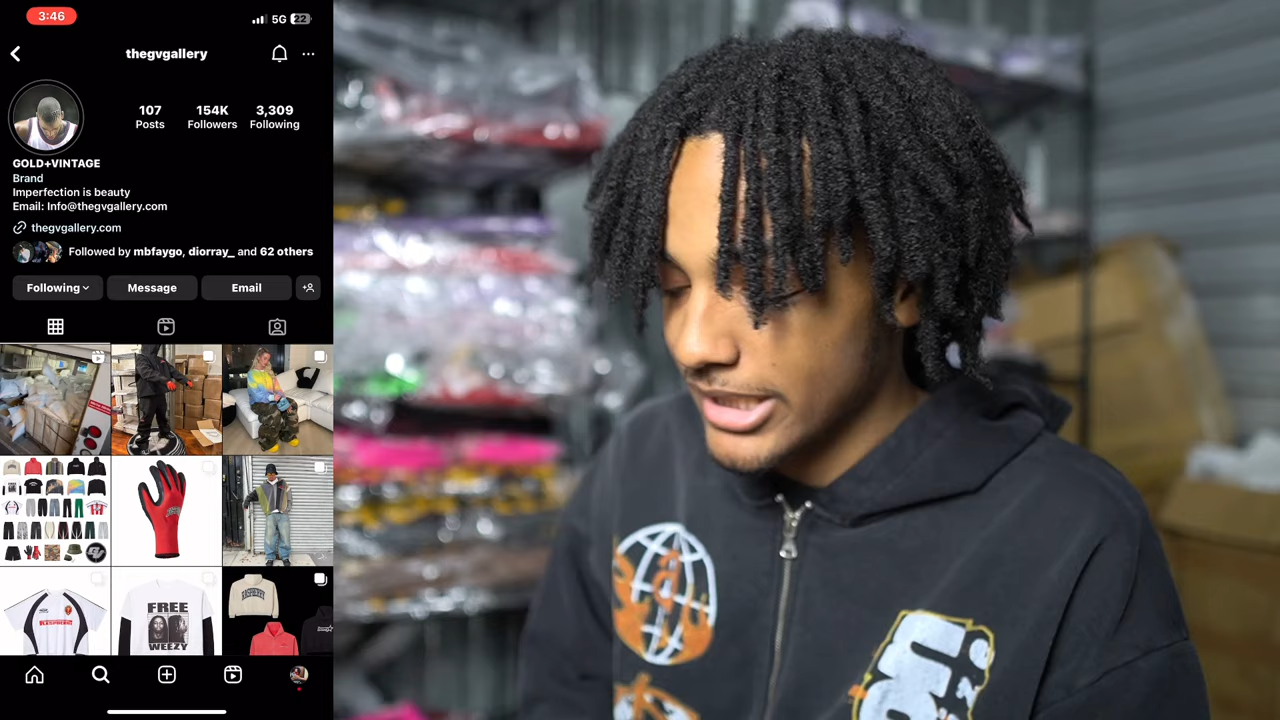 3:46
5G 22
thegvgallery
107 154K 3,309
Posts Followers Following
GOLD+VINTAGE
Brand
Imperfection is beauty
Email: Info@thegvgallery.com
thegvgallery.com
Followed by mbfaygo, diorray_ and 62 others
Following Message Email
FREE
WEEZY
RASPBERRY